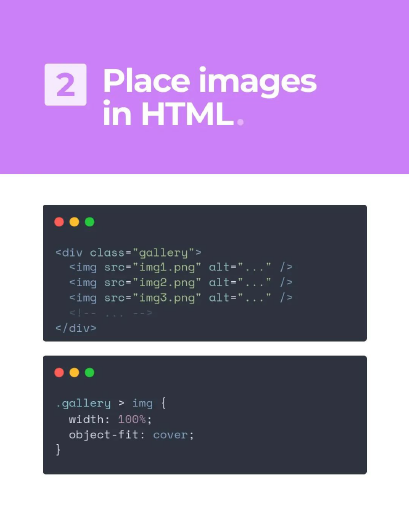 2 Place images
in HTML.
<div class="gallery">
<img src="img1.png" alt="..." />
<img src="img2.png" alt="..." />
<img src="img3.png" alt="..." />
<!-- ... -->
</div>
.gallery > img {
width: 100%;
object-fit: cover;
}